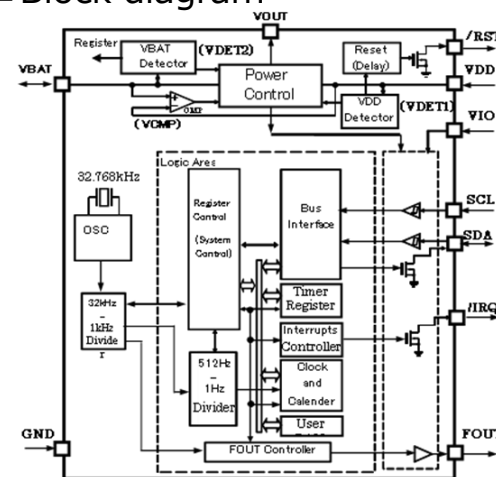 Block diagram
VOUT
/RST
Register
VBAT
Detector
(VDET2)
Reset
(Delay)
VBAT
Power
Control
VDD
VDD
Detector
(VDET1)
CMP
(VCMP)
VIO
Logic Area
32.768kHz
OSC
Register
Control
(System
Control)
Bus
Interface
SCL
SDA
32kHz
–
1kHz
Divide
r
Timer
Register
/IRQ
Interrupts
Controller
512Hz
–
1Hz
Divider
Clock
and
Calender
User
GND
FOUT Controller
FOUT